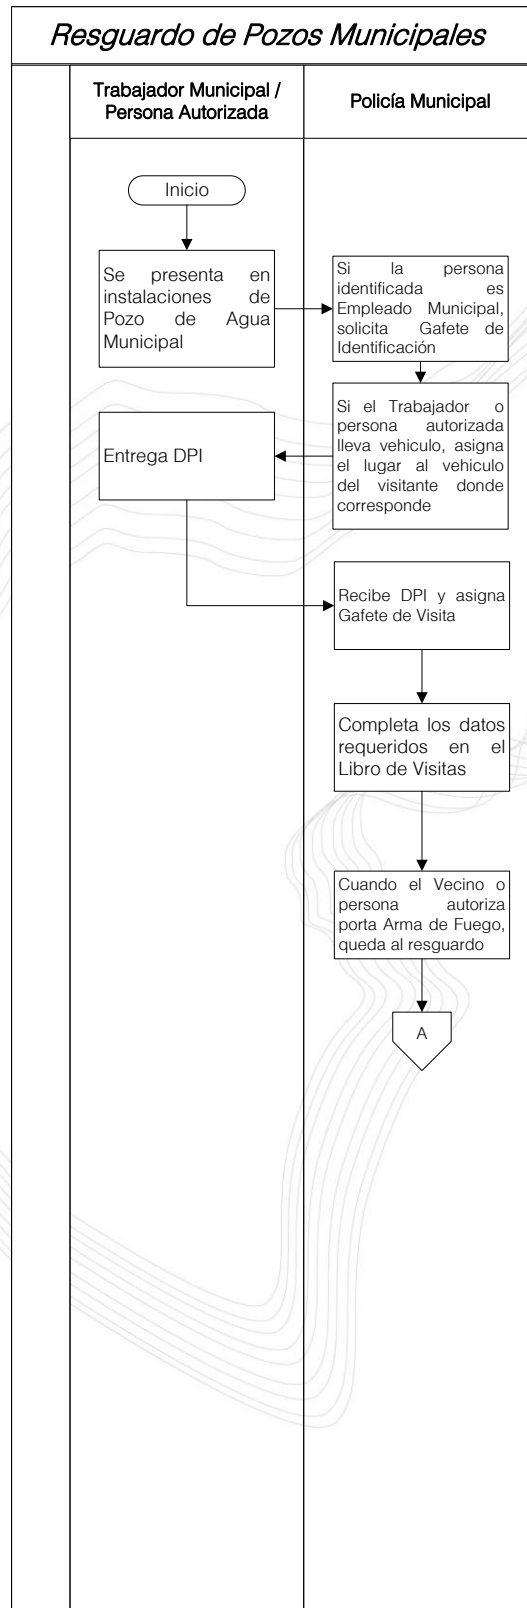 Resguardo de Pozos Municipales
Trabajador Municipal /
Persona Autorizada
Policía Municipal
Inicio
Se presenta en
instalaciones de
Pozo de Agua
Municipal
Si la persona
identificada es
Empleado Municipal,
solicita Gafete de
Identificación
Si el Trabajador o
persona autorizada
lleva vehiculo, asigna
el lugar al vehiculo
del visitante donde
corresponde
Entrega DPI
Recibe DPI y asigna
Gafete de Visita
Completa los datos
requeridos en el
Libro de Visitas
Cuando el Vecino o
persona autoriza
porta Arma de Fuego,
queda al resguardo
A